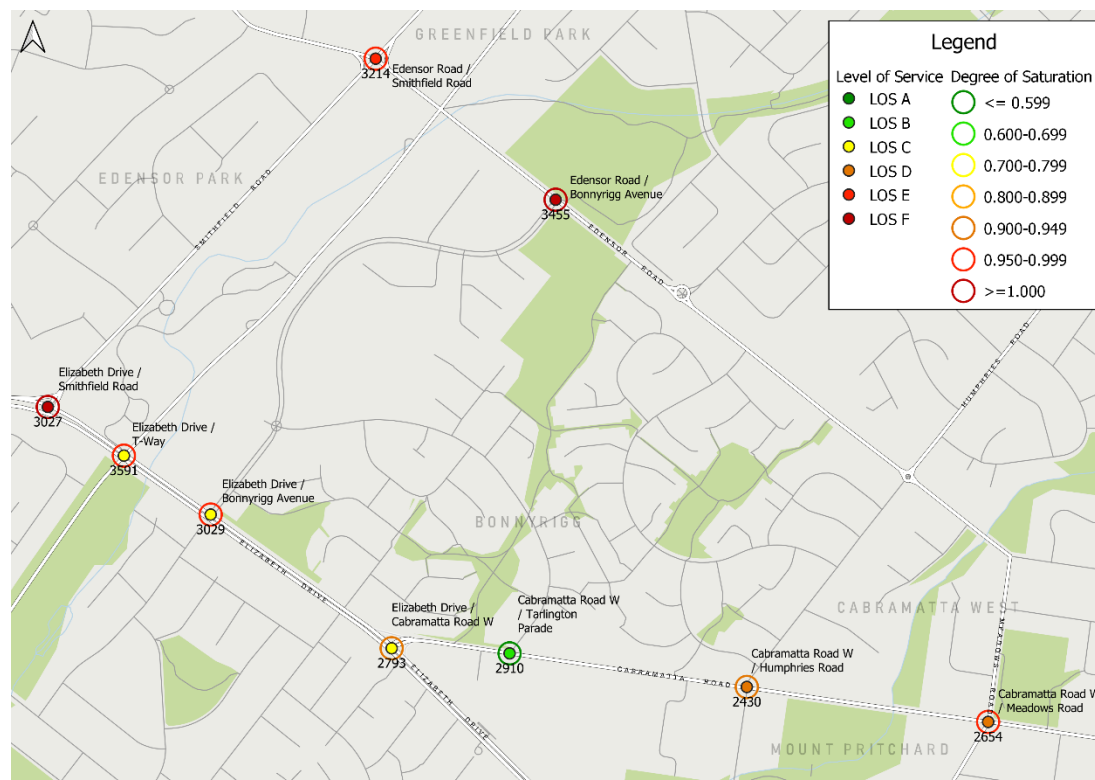 GREENFIELD PARK
3214
Edensor Road /
Smithfield Road
EDENSOR PARK
SMITHFIELD ROAD
Edensor Road /
Bonnyrigg Avenue
3455
EDENSOR ROAD
HUMPHRIES ROAD
Elizabeth Drive /
Smithfield Road
3027
Elizabeth Drive /
T-Way
3591
Elizabeth Drive /
Bonnyrigg Avenue
3029
BONNYRIGG
ELIZABETH DRIVE
Elizabeth Drive /
Cabramatta Road W
2793
Cabramatta Road W
/ Tarlington
Parade
2910
CABRAMATTA ROAD
ELIZABETH DRIVE
Cabramatta Road W
/ Humphries Road
2430
CABRAMATTA WEST
MEADOWS ROAD
Cabramatta Road W
/ Meadows Road
2654
MOUNT PRITCHARD
Legend
Level of Service
LOS A
LOS B
LOS C
LOS D
LOS E
LOS F
Degree of Saturation
<= 0.599
0.600-0.699
0.700-0.799
0.800-0.899
0.900-0.949
0.950-0.999
>=1.000